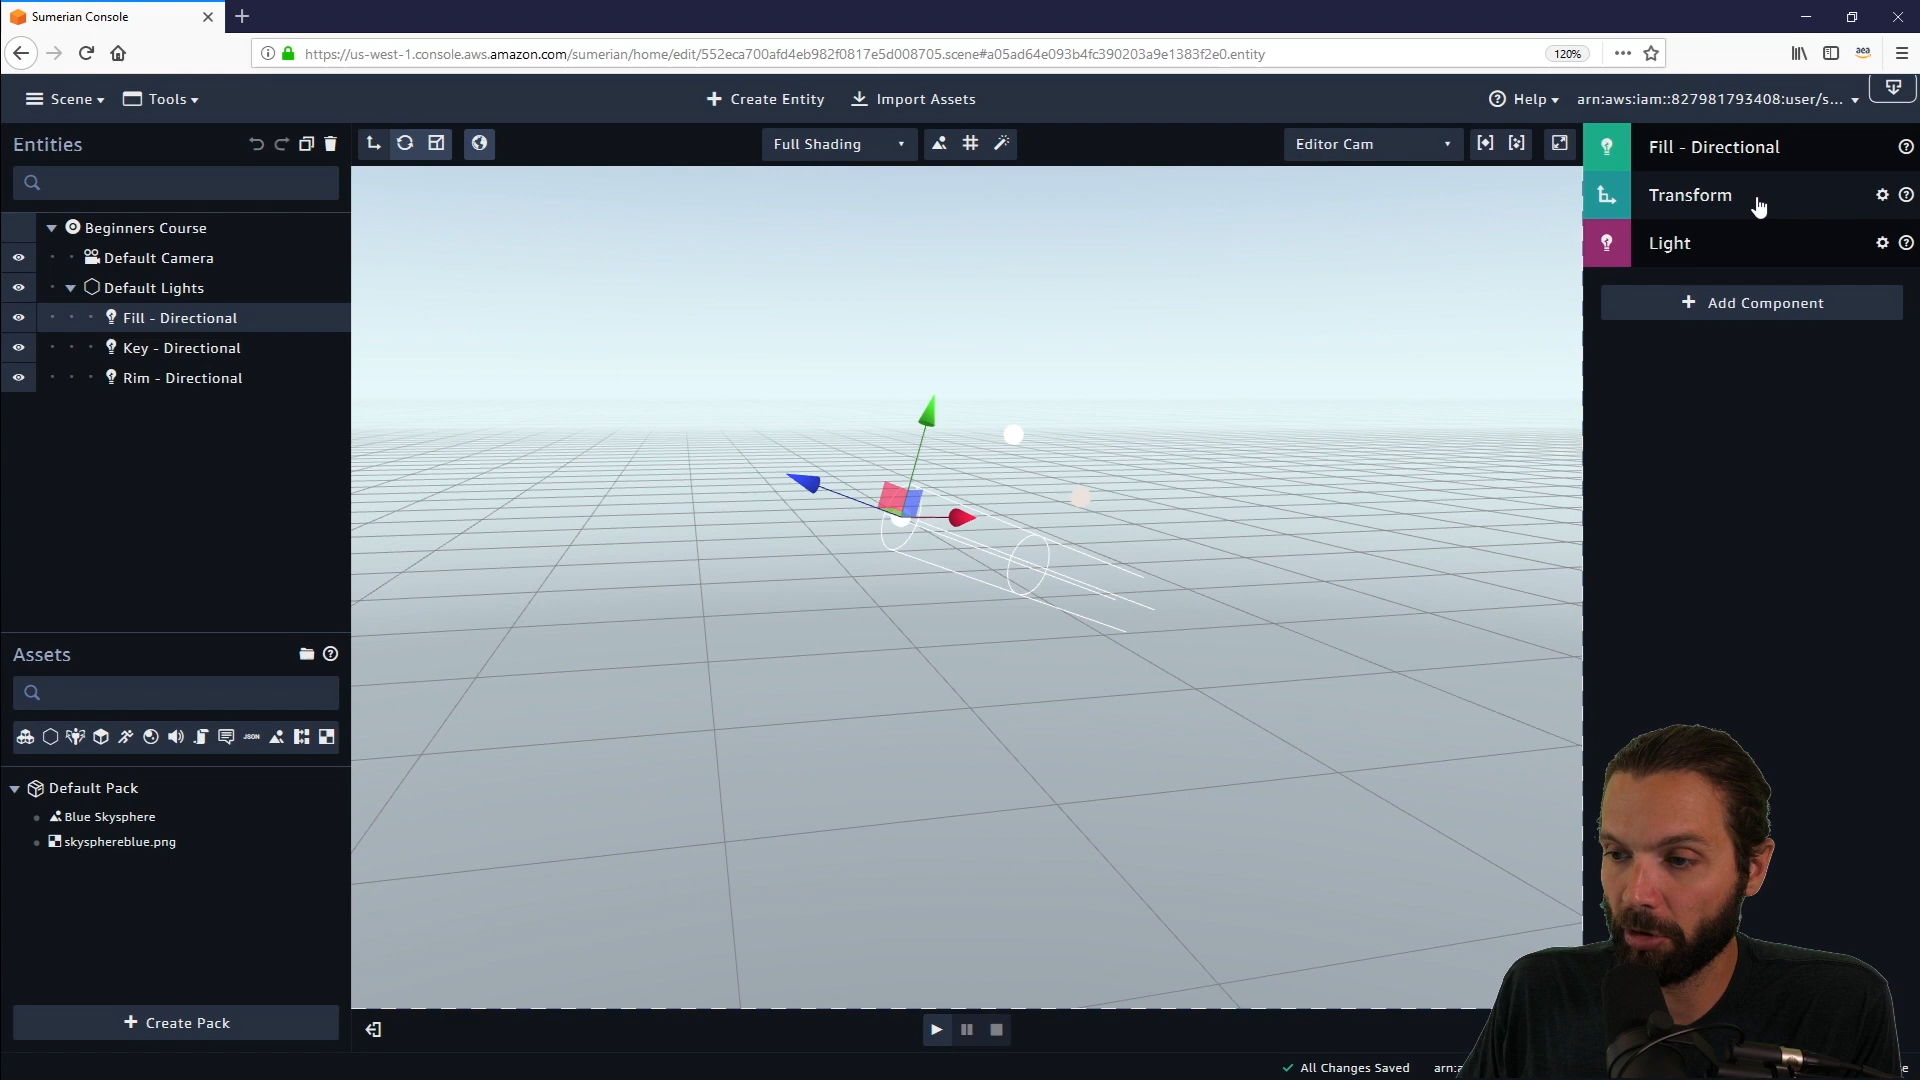 Sumerian Console
https://us-west-1.console.aws.amazon.com/sumerian/home/edit/552eca700afd4eb982f0817e5d008705.scene#a05ad64e093b4fc390203a9e1383f2e0.entity
120%
aea
Scene
Tools
Create Entity
Import Assets
Help
arn:aws:iam::827981793408:user/s...
Entities
Full Shading
Editor Cam
Fill - Directional
Transform
Light
Add Component
Beginners Course
Default Camera
Default Lights
Fill - Directional
Key - Directional
Rim - Directional
Assets
JSON
Default Pack
Blue Skysphere
skysphereblue.png
Create Pack
All Changes Saved
arn:a